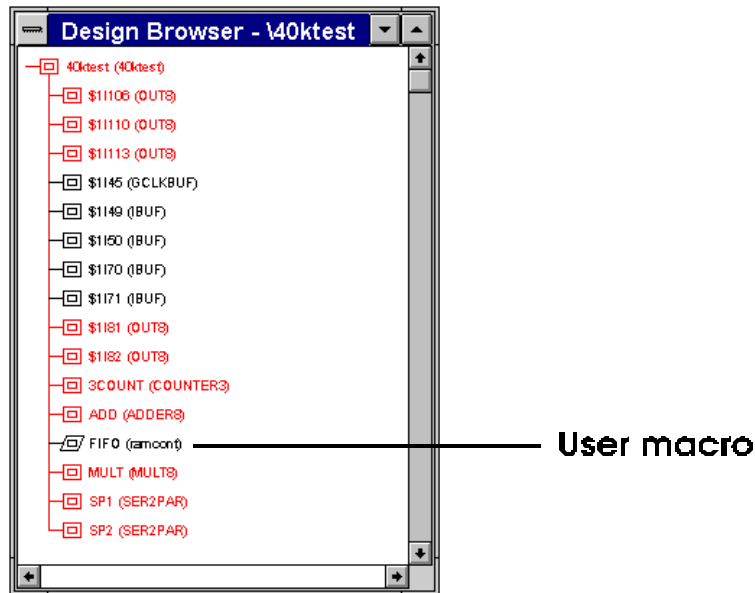 Design Browser - \40ktest
40ktest (40ktest)
$1I106 (OUT8)
$1I110 (OUT8)
$1I113 (OUT8)
$1I45 (GCLKBUF)
$1I49 (IBUF)
$1I50 (IBUF)
$1I70 (IBUF)
$1I71 (IBUF)
$1I81 (OUT8)
$1I82 (OUT8)
3COUNT (COUNTER3)
ADD (ADDER8)
FIFO (ramcont)
User macro
MULT (MULT8)
SP1 (SER2PAR)
SP2 (SER2PAR)